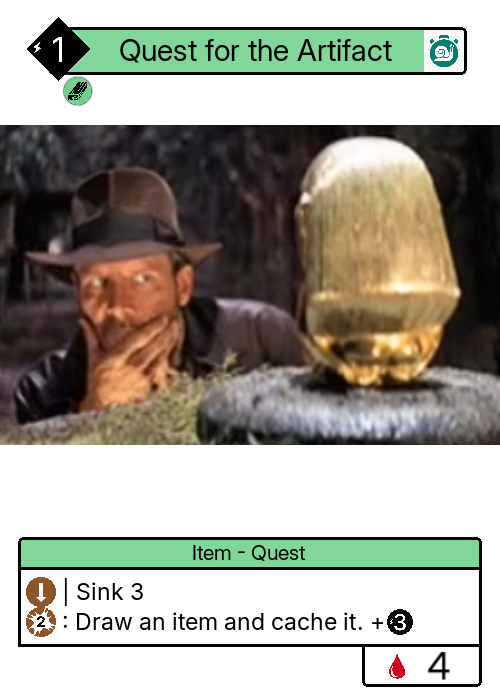 1
Quest for the Artifact
Item - Quest
| Sink 3
2 : Draw an item and cache it. +3
4